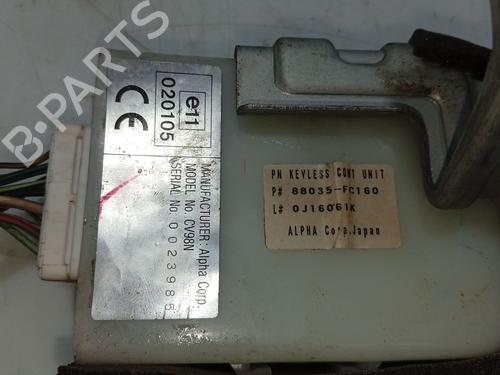 B-PARTS
CE
e11
020105
MANUFACTURER: Alpha Corp.
MODEL No. CV98N
SERIAL No. 0023985
PN KEYLESS CONT UNIT
P# 88035-FC160
L# 0J16061K
ALPHA Corp.Japan